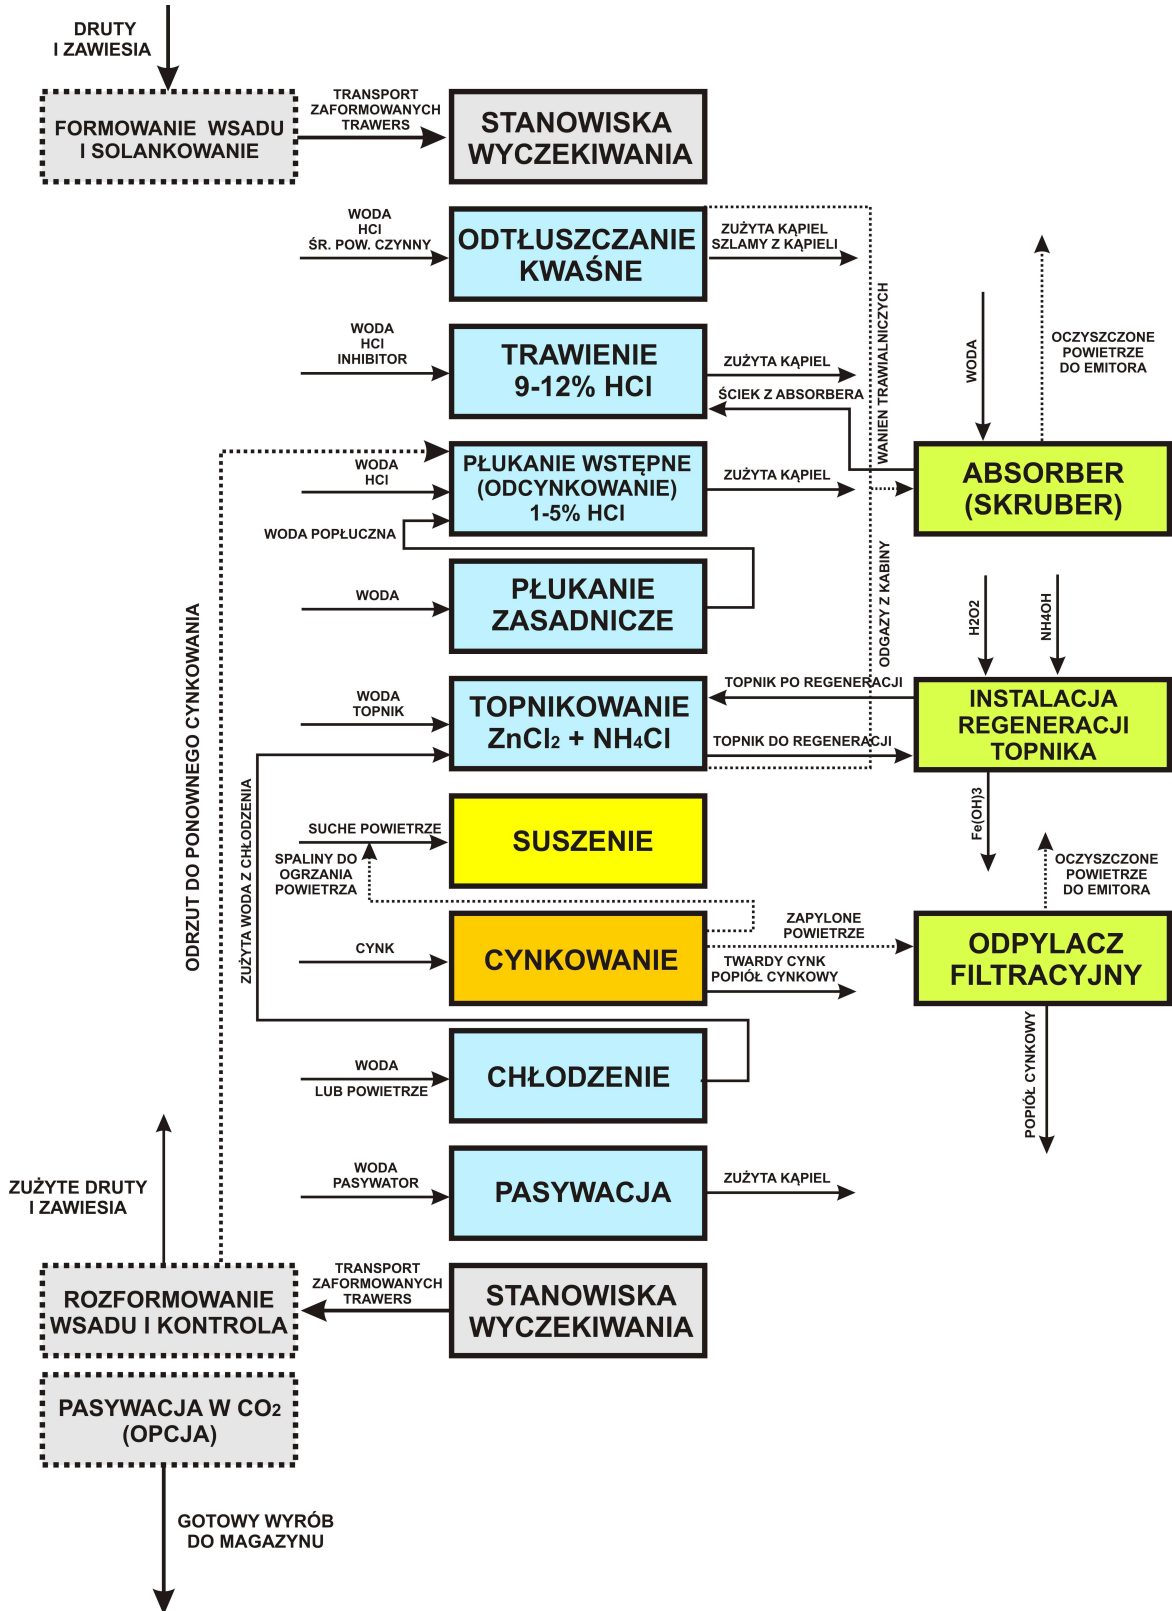 DRUTY
I ZAWIESIA
FORMOWANIE WSADU
I SOLANKOWANIE
TRANSPORT
ZAFORMOWANYCH
TRAWERS
STANOWISKA
WYCZEKIWANIA
WODA
HCl
ŚR. POW. CZYNNY
ODTŁUSZCZANIE
KWAŚNE
ZUŻYTA KĄPIEL
SZLAMY Z KĄPIELI
WODA
HCl
INHIBITOR
TRAWIENIE
9-12% HCl
ZUŻYTA KĄPIEL
ŚCIEK Z ABSORBERA
ODGAZY Z KABINY
WANIEN TRAWIALNICZYCH
WODA
OCZYSZCZONE
POWIETRZE
DO EMITORA
ABSORBER
(SKRUBER)
WODA
HCl
PŁUKANIE WSTĘPNE
(ODCYNKOWANIE)
1-5% HCl
ZUŻYTA KĄPIEL
WODA POPŁUCZNA
WODA
PŁUKANIE
ZASADNICZE
H2O2
NH4OH
WODA
TOPNIK
TOPNIKOWANIE
ZnCl2 + NH4Cl
TOPNIK PO REGENERACJI
TOPNIK DO REGENERACJI
INSTALACJA
REGENERACJI
TOPNIKA
Fe(OH)3
ODRZUT DO PONOWNEGO CYNKOWANIA
ZUŻYTA WODA Z CHŁODZENIA
SUCHE POWIETRZE
SUSZENIE
SPALINY DO
OGRZANIA
POWIETRZA
OCZYSZCZONE
POWIETRZE
DO EMITORA
CYNK
CYNKOWANIE
ZAPYLONE
POWIETRZE
TWARDY CYNK
POPIÓŁ CYNKOWY
ODPYLACZ
FILTRACYJNY
POPIÓŁ CYNKOWY
WODA
LUB POWIETRZE
CHŁODZENIE
WODA
PASYWATOR
PASYWACJA
ZUŻYTA KĄPIEL
ZUŻYTE DRUTY
I ZAWIESIA
ROZFORMOWANIE
WSADU I KONTROLA
TRANSPORT
ZAFORMOWANYCH
TRAWERS
STANOWISKA
WYCZEKIWANIA
PASYWACJA W CO2
(OPCJA)
GOTOWY WYRÓB
DO MAGAZYNU